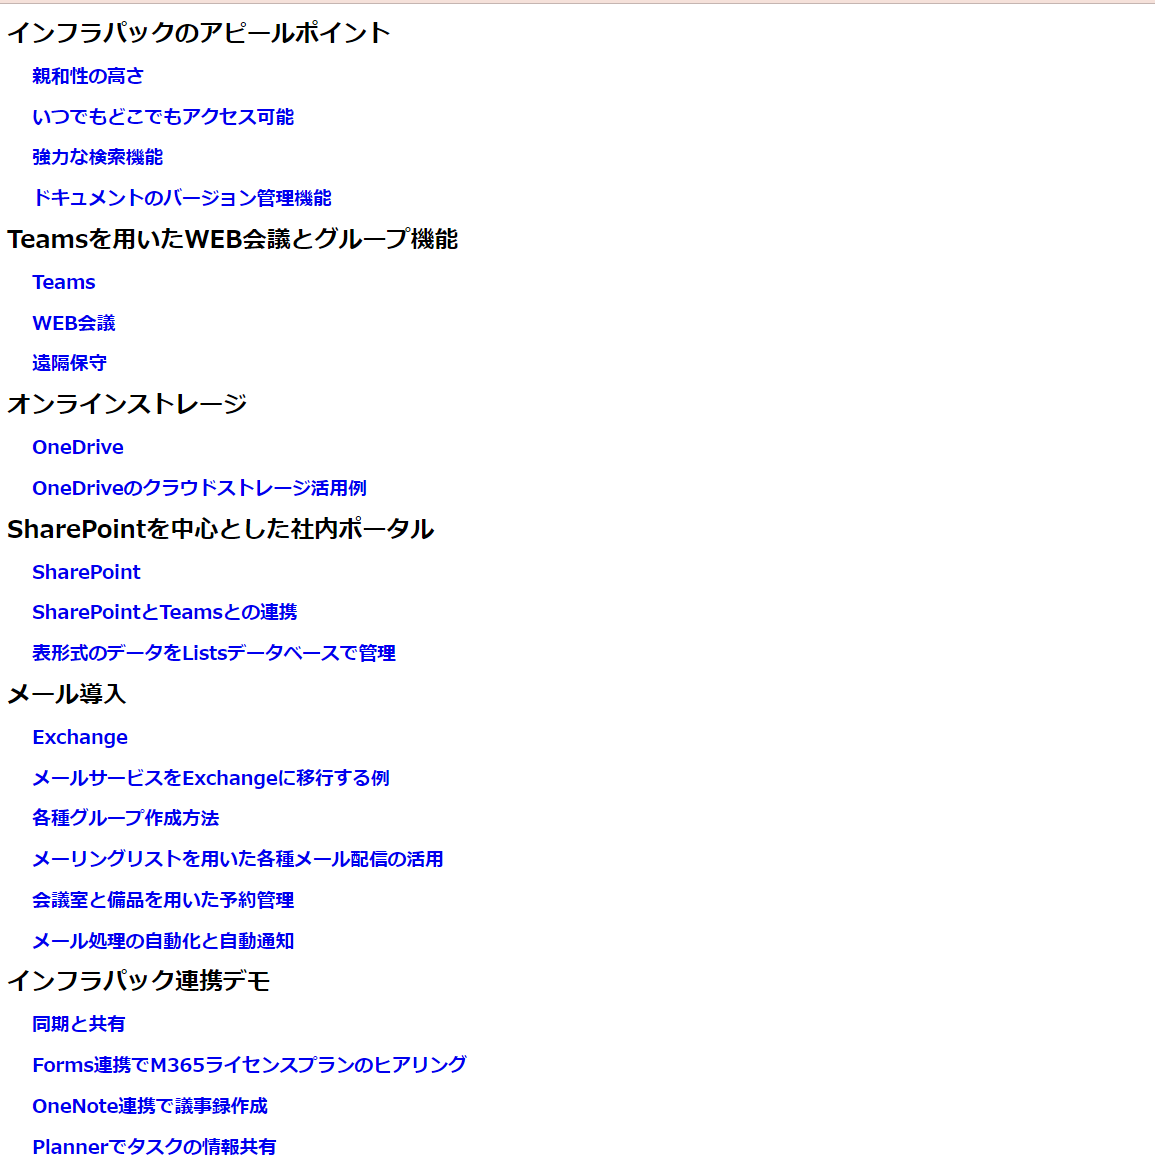 インフラパックのアピールポイント
親和性の高さ
いつでもどこでもアクセス可能
強力な検索機能
ドキュメントのバージョン管理機能
Teamsを用いたWEB会議とグループ機能
Teams
WEB会議
遠隔保守
オンラインストレージ
OneDrive
OneDriveのクラウドストレージ活用例
SharePointを中心とした社内ポータル
SharePoint
SharePointとTeamsとの連携
表形式のデータをListsデータベースで管理
メール導入
Exchange
メールサービスをExchangeに移行する例
各種グループ作成方法
メーリングリストを用いた各種メール配信の活用
会議室と備品を用いた予約管理
メール処理の自動化と自動通知
インフラパック連携デモ
同期と共有
Forms連携でM365ライセンスプランのヒアリング
OneNote連携で議事録作成
Plannerでタスクの情報共有